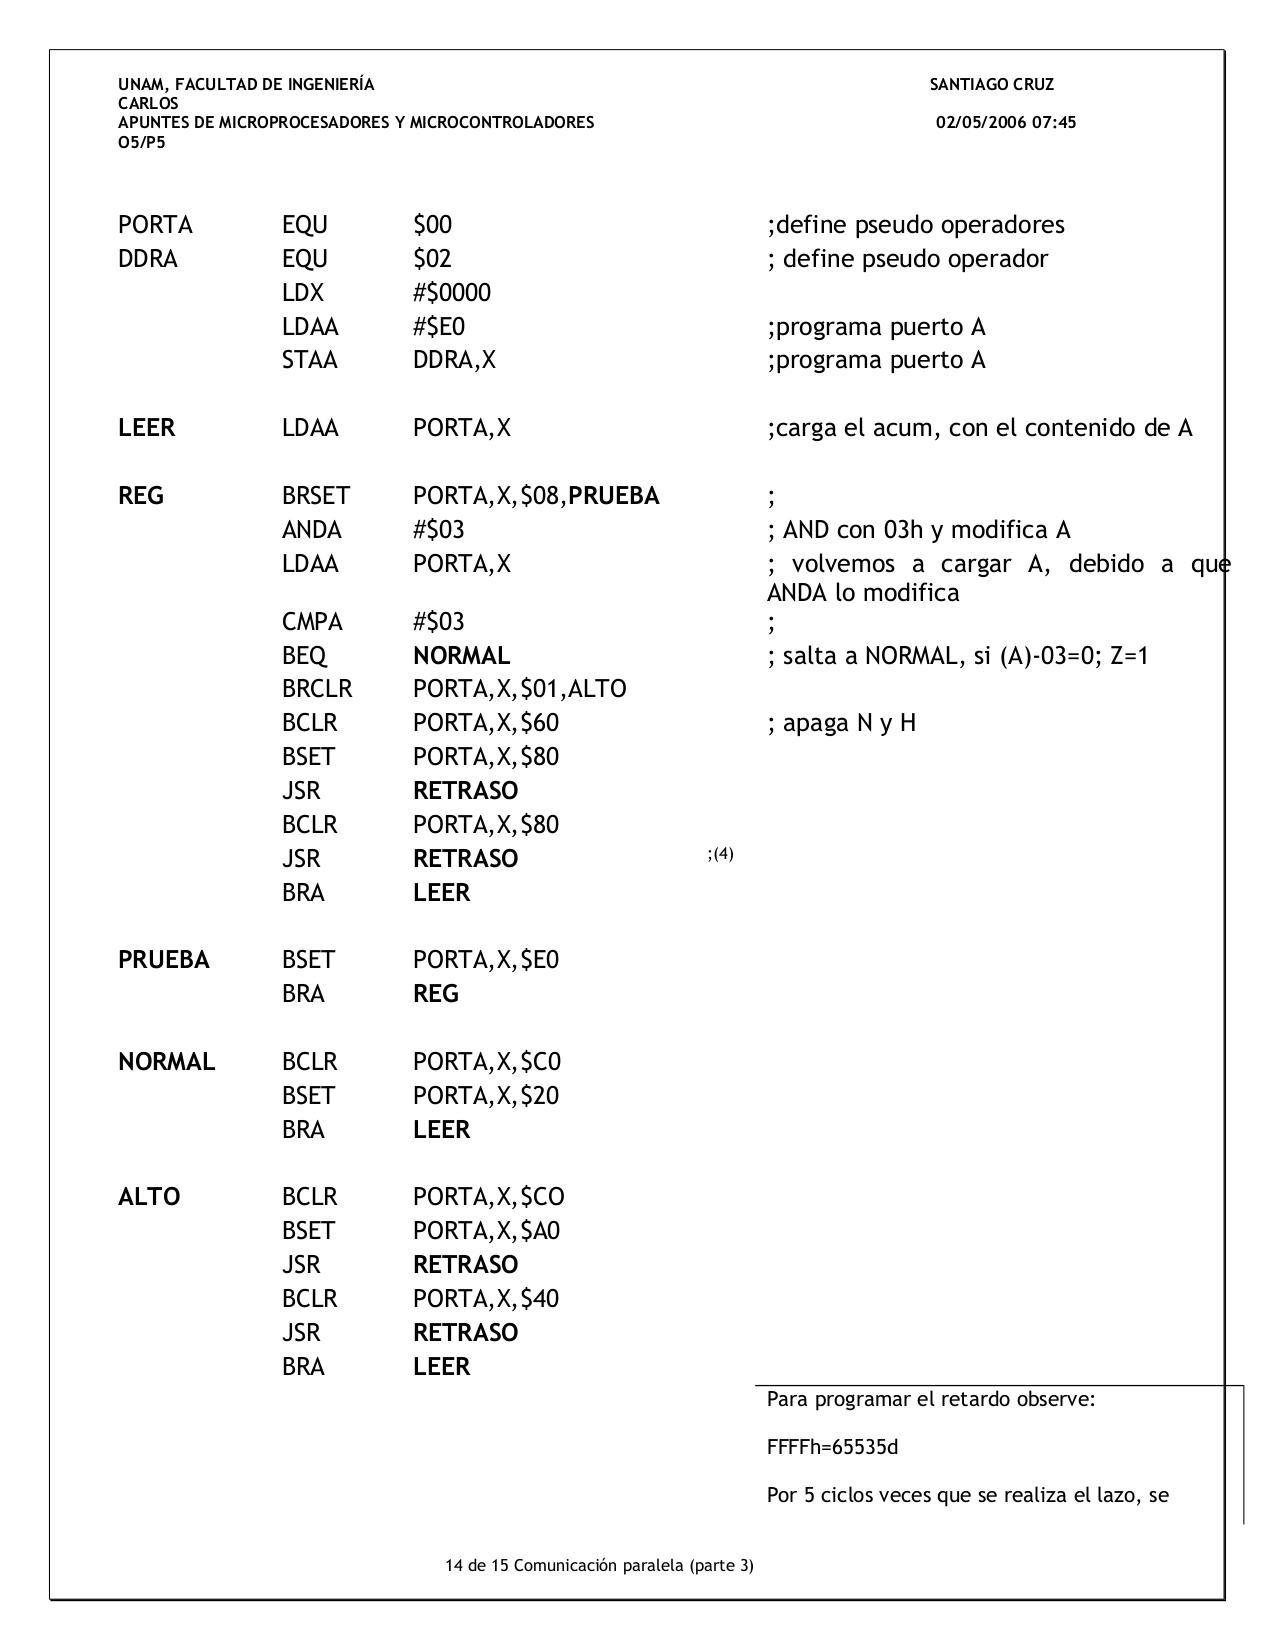 UNAM, FACULTAD DE INGENIERÍA SANTIAGO CRUZ
CARLOS
APUNTES DE MICROPROCESADORES Y MICROCONTROLADORES 02/05/2006 07:45
O5/P5
PORTA EQU $00 ;define pseudo operadores
DDRA EQU $02 ; define pseudo operador
LDX #$0000
LDAA #$E0 ;programa puerto A
STAA DDRA,X ;programa puerto A
LEER LDAA PORTA,X ;carga el acum, con el contenido de A
REG BRSET PORTA,X,$08,PRUEBA ;
ANDA #$03 ; AND con 03h y modifica A
LDAA PORTA,X ; volvemos a cargar A, debido a que
ANDA lo modifica
CMPA #$03 ;
BEQ NORMAL ; salta a NORMAL, si (A)-03=0; Z=1
BRCLR PORTA,X,$01,ALTO
BCLR PORTA,X,$60 ; apaga N y H
BSET PORTA,X,$80
JSR RETRASO
BCLR PORTA,X,$80
JSR RETRASO ;(4)
BRA LEER
PRUEBA BSET PORTA,X,$E0
BRA REG
NORMAL BCLR PORTA,X,$C0
BSET PORTA,X,$20
BRA LEER
ALTO BCLR PORTA,X,$CO
BSET PORTA,X,$A0
JSR RETRASO
BCLR PORTA,X,$40
JSR RETRASO
BRA LEER
Para programar el retardo observe:
FFFFh=65535d
Por 5 ciclos veces que se realiza el lazo, se
14 de 15 Comunicación paralela (parte 3)